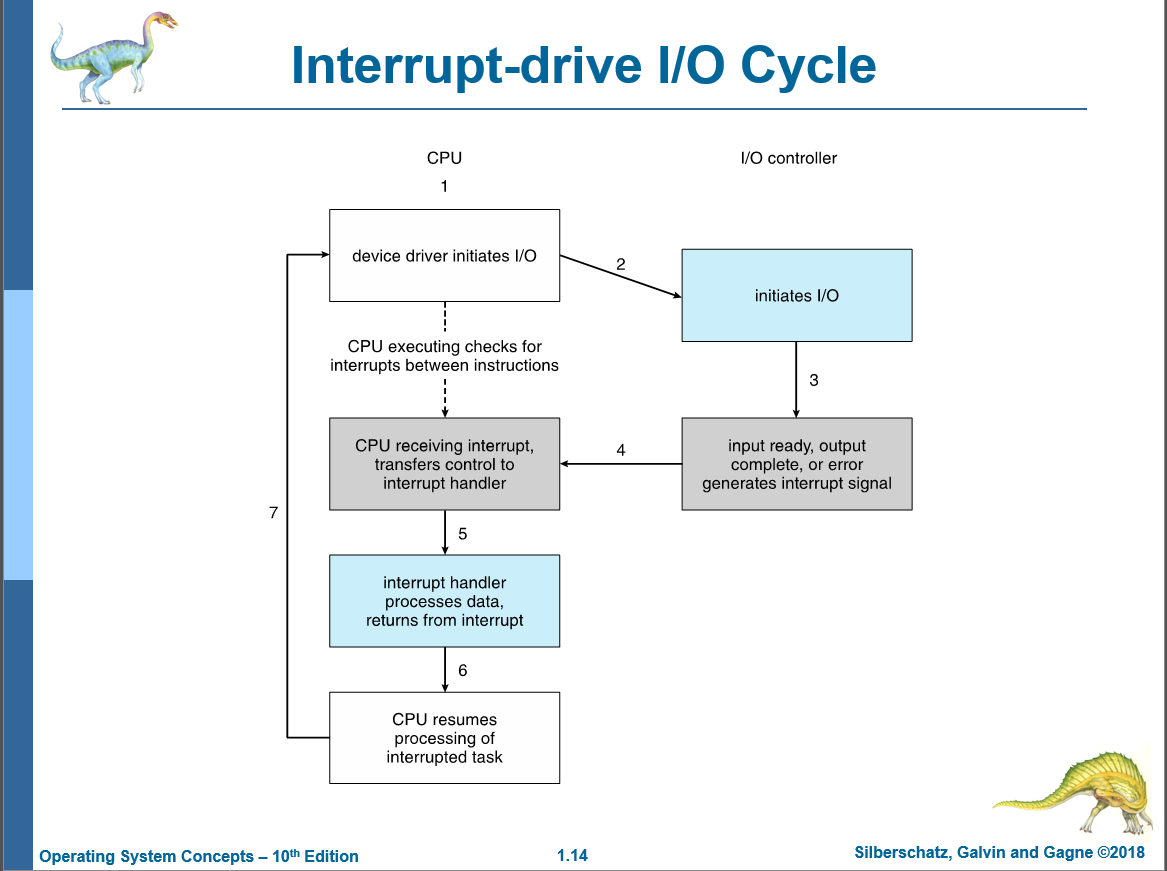 Interrupt-drive I/O Cycle
CPU
I/O controller
1
device driver initiates I/O
2
initiates I/O
CPU executing checks for
interrupts between instructions
3
CPU receiving interrupt,
transfers control to
interrupt handler
4
input ready, output
complete, or error
generates interrupt signal
7
5
interrupt handler
processes data,
returns from interrupt
6
CPU resumes
processing of
interrupted task
Operating System Concepts – 10th Edition
1.14
Silberschatz, Galvin and Gagne ©2018